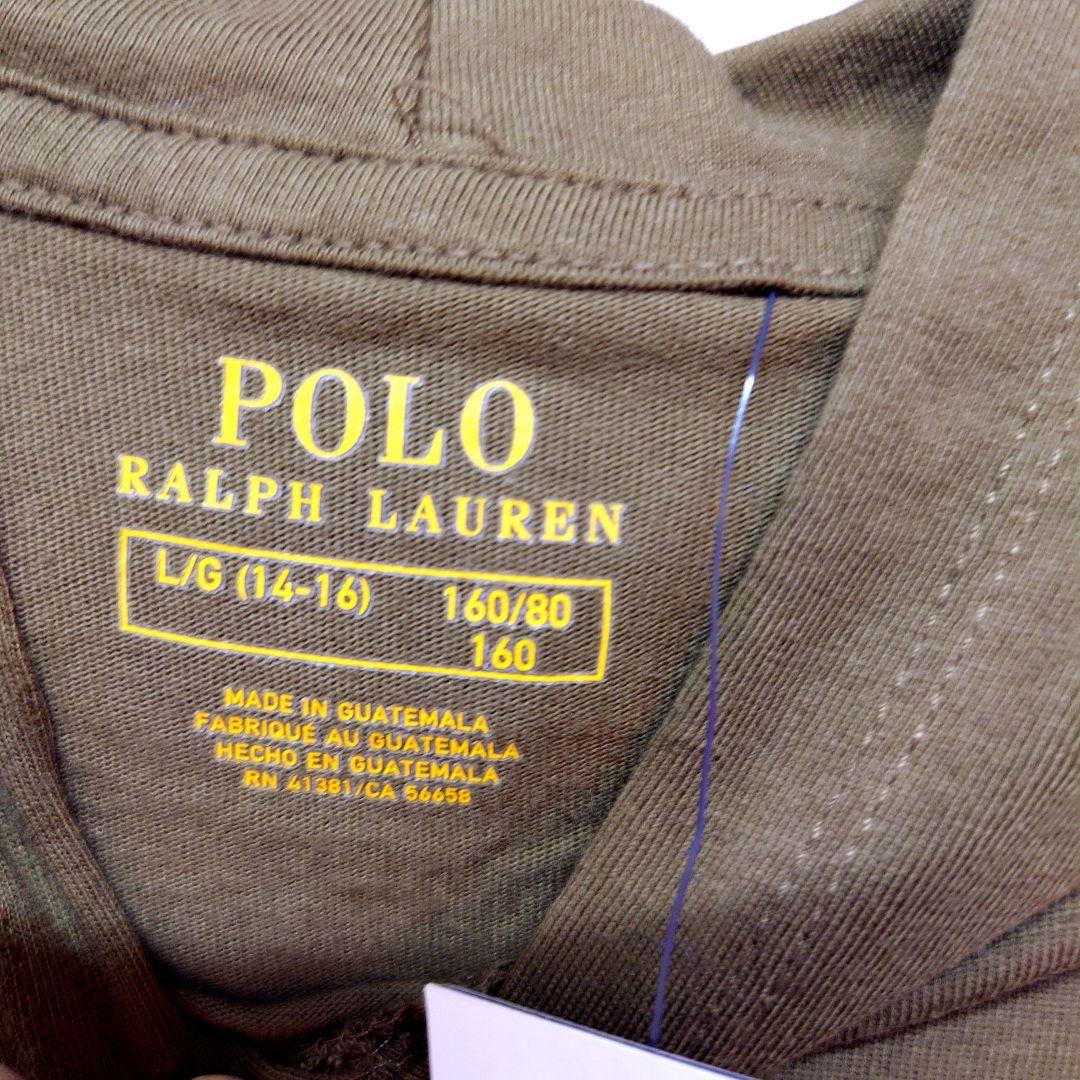 POLO
RALPH LAUREN
L/G (14-16) 160/80
160
MADE IN GUATEMALA
FABRIQUÉ AU GUATEMALA
HECHO EN GUATEMALA
RN 41381/CA 56658